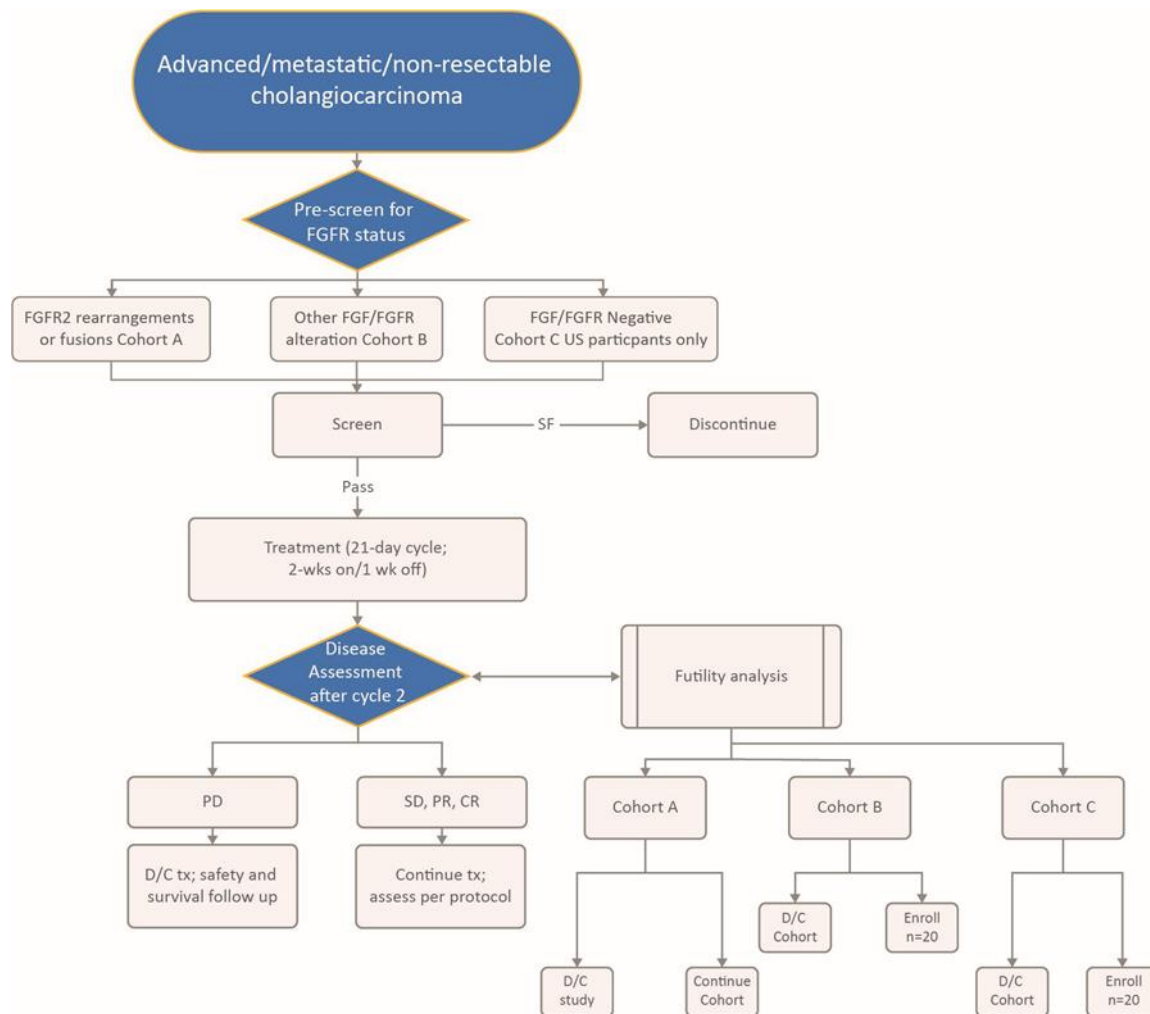 Advanced/metastatic/non-resectable
cholangiocarcinoma
Pre-screen for
FGFR status
FGFR2 rearrangements
or fusions Cohort A
Other FGF/FGFR
alteration Cohort B
FGF/FGFR Negative
Cohort C US particpants only
Screen
SF
Discontinue
Pass
Treatment (21-day cycle;
2-wks on/1 wk off)
Disease
Assessment
after cycle 2
Futility analysis
PD
SD, PR, CR
Cohort A
Cohort B
Cohort C
D/C tx; safety and
survival follow up
Continue tx;
assess per protocol
D/C
Cohort
Enroll
n=20
D/C
study
Continue
Cohort
D/C
Cohort
Enroll
n=20